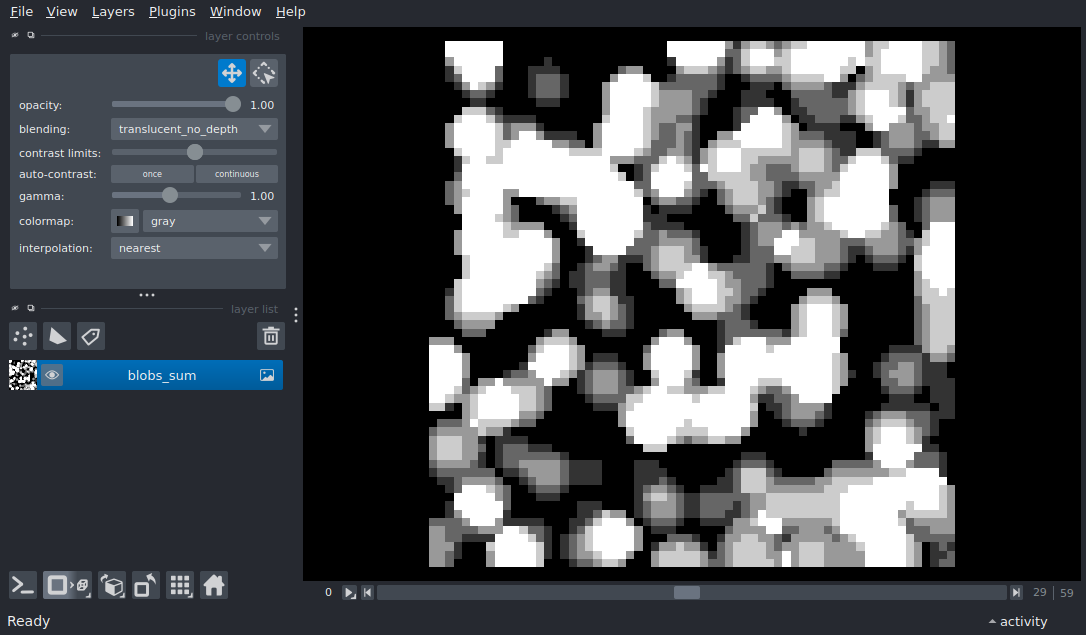 File View Layers Plugins Window Help
layer controls
opacity: 1.00
blending: translucent_no_depth
contrast limits:
auto-contrast: once continuous
gamma: 1.00
colormap: gray
interpolation: nearest
layer list
blobs_sum
0 29 59
Ready activity